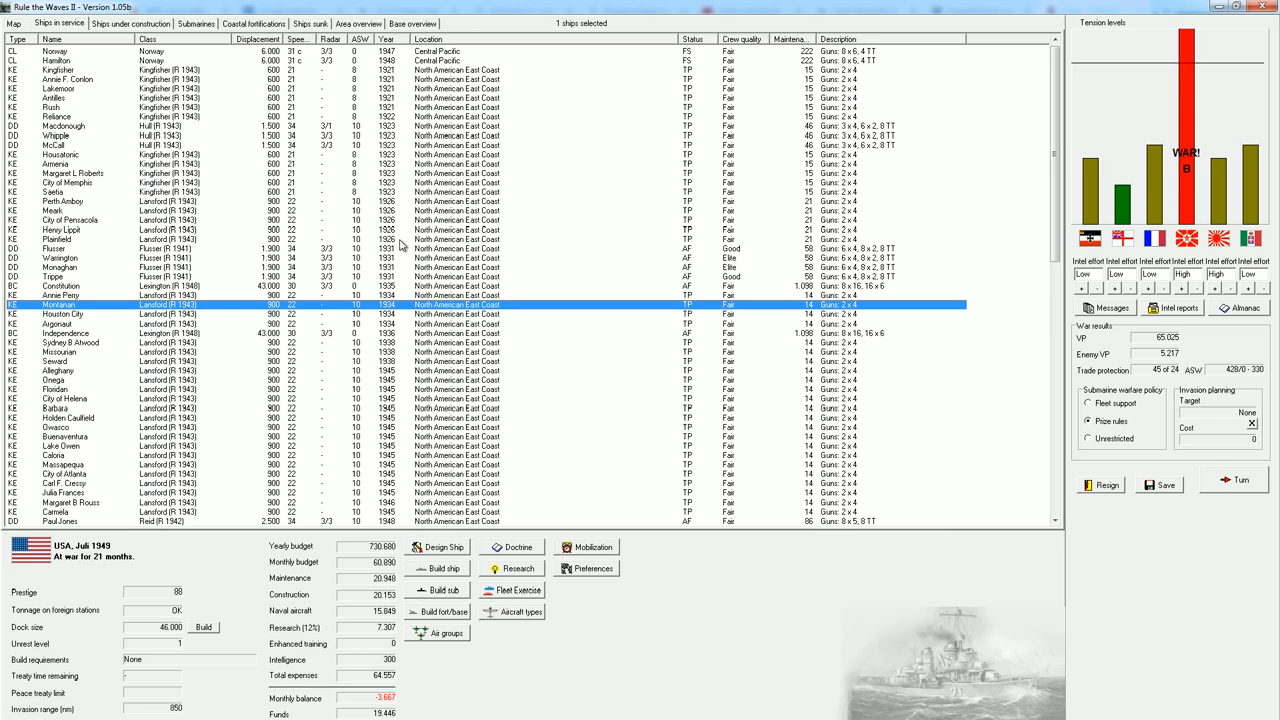 Rule the Waves II - Version 1.05b
Map Ships in service Ships under construction Submarines Coastal fortifications Ships sunk Area overview Base overview 1 ships selected
Type Name Class Displacement Spee... Radar ASW Year Location Status Crew quality Maintena... Description
CL Norway Norway 6.000 31 c 3/3 0 1947 Central Pacific FS Fair 222 Guns: 8 x 6, 4 TT
CL Hamilton Norway 6.000 31 c 3/3 0 1948 Central Pacific FS Fair 222 Guns: 8 x 6, 4 TT
KE Kingfisher Kingfisher (R 1943) 600 21 - 8 1921 North American East Coast TP Fair 15 Guns: 2 x 4
KE Annie F. Conlon Kingfisher (R 1943) 600 21 - 8 1921 North American East Coast TP Fair 15 Guns: 2 x 4
KE Lakemoor Kingfisher (R 1943) 600 21 - 8 1921 North American East Coast TP Fair 15 Guns: 2 x 4
KE Antilles Kingfisher (R 1943) 600 21 - 8 1921 North American East Coast TP Fair 15 Guns: 2 x 4
KE Rush Kingfisher (R 1943) 600 21 - 8 1921 North American East Coast TP Fair 15 Guns: 2 x 4
KE Reliance Kingfisher (R 1943) 600 21 - 8 1922 North American East Coast TP Fair 15 Guns: 2 x 4
DD Macdonough Hull (R 1943) 1.500 34 3/1 10 1923 North American East Coast TP Fair 46 Guns: 3 x 4, 6 x 2, 8 TT
DD Whipple Hull (R 1943) 1.500 34 3/3 10 1923 North American East Coast TP Fair 46 Guns: 3 x 4, 6 x 2, 8 TT
DD McCall Hull (R 1943) 1.500 34 3/3 10 1923 North American East Coast TP Fair 46 Guns: 3 x 4, 6 x 2, 8 TT
KE Housatonic Kingfisher (R 1943) 600 21 - 8 1923 North American East Coast TP Fair 15 Guns: 2 x 4
KE Armenia Kingfisher (R 1943) 600 21 - 8 1923 North American East Coast TP Fair 15 Guns: 2 x 4
KE Margaret L Roberts Kingfisher (R 1943) 600 21 - 8 1923 North American East Coast TP Fair 15 Guns: 2 x 4
KE City of Memphis Kingfisher (R 1943) 600 21 - 8 1923 North American East Coast TP Fair 15 Guns: 2 x 4
KE Saetia Kingfisher (R 1943) 600 21 - 8 1923 North American East Coast TP Fair 15 Guns: 2 x 4
KE Perth Amboy Lansford (R 1943) 900 22 - 10 1926 North American East Coast TP Fair 21 Guns: 2 x 4
KE Meark Lansford (R 1943) 900 22 - 10 1926 North American East Coast TP Fair 21 Guns: 2 x 4
KE City of Pensacola Lansford (R 1943) 900 22 - 10 1926 North American East Coast TP Fair 21 Guns: 2 x 4
KE Henry Lippit Lansford (R 1943) 900 22 - 10 1926 North American East Coast TP Fair 21 Guns: 2 x 4
KE Plainfield Lansford (R 1943) 900 22 - 10 1926 North American East Coast TP Fair 21 Guns: 2 x 4
DD Flusser Flusser (R 1941) 1.900 34 3/3 10 1931 North American East Coast AF Good 58 Guns: 6 x 4, 8 x 2, 8 TT
DD Warrington Flusser (R 1941) 1.900 34 3/3 10 1931 North American East Coast AF Elite 58 Guns: 6 x 4, 8 x 2, 8 TT
DD Monaghan Flusser (R 1941) 1.900 34 3/3 10 1931 North American East Coast AF Elite 58 Guns: 6 x 4, 8 x 2, 8 TT
DD Trippe Flusser (R 1941) 1.900 34 3/3 10 1931 North American East Coast AF Good 58 Guns: 6 x 4, 8 x 2, 8 TT
BC Constitution Lexington (R 1948) 43.000 30 3/3 0 1935 North American East Coast AF Fair 1.098 Guns: 8 x 16, 16 x 6
KE Annie Perry Lansford (R 1943) 900 22 - 10 1934 North American East Coast TP Fair 14 Guns: 2 x 4
KE Montanan Lansford (R 1943) 900 22 - 10 1934 North American East Coast TP Fair 14 Guns: 2 x 4
KE Houston City Lansford (R 1943) 900 22 - 10 1934 North American East Coast TP Fair 14 Guns: 2 x 4
KE Argonaut Lansford (R 1943) 900 22 - 10 1934 North American East Coast TP Fair 14 Guns: 2 x 4
BC Independence Lexington (R 1948) 43.000 30 3/3 0 1936 North American East Coast AF Fair 1.098 Guns: 8 x 16, 16 x 6
KE Sydney B Atwood Lansford (R 1943) 900 22 - 10 1938 North American East Coast TP Fair 14 Guns: 2 x 4
KE Missourian Lansford (R 1943) 900 22 - 10 1938 North American East Coast TP Fair 14 Guns: 2 x 4
KE Seward Lansford (R 1943) 900 22 - 10 1938 North American East Coast TP Fair 14 Guns: 2 x 4
KE Alleghany Lansford (R 1943) 900 22 - 10 1945 North American East Coast TP Fair 14 Guns: 2 x 4
KE Onega Lansford (R 1943) 900 22 - 10 1945 North American East Coast TP Fair 14 Guns: 2 x 4
KE Floridan Lansford (R 1943) 900 22 - 10 1945 North American East Coast TP Fair 14 Guns: 2 x 4
KE City of Helena Lansford (R 1943) 900 22 - 10 1945 North American East Coast TP Fair 14 Guns: 2 x 4
KE Barbara Lansford (R 1943) 900 22 - 10 1945 North American East Coast TP Fair 14 Guns: 2 x 4
KE Holden Caulfield Lansford (R 1943) 900 22 - 10 1945 North American East Coast TP Fair 14 Guns: 2 x 4
KE Owasco Lansford (R 1943) 900 22 - 10 1945 North American East Coast TP Fair 14 Guns: 2 x 4
KE Buenaventura Lansford (R 1943) 900 22 - 10 1945 North American East Coast TP Fair 14 Guns: 2 x 4
KE Lake Owen Lansford (R 1943) 900 22 - 10 1945 North American East Coast TP Fair 14 Guns: 2 x 4
KE Caloria Lansford (R 1943) 900 22 - 10 1945 North American East Coast TP Fair 14 Guns: 2 x 4
KE Massapequa Lansford (R 1943) 900 22 - 10 1945 North American East Coast TP Fair 14 Guns: 2 x 4
KE City of Atlanta Lansford (R 1943) 900 22 - 10 1945 North American East Coast TP Fair 14 Guns: 2 x 4
KE Carl F. Cressy Lansford (R 1943) 900 22 - 10 1945 North American East Coast TP Fair 14 Guns: 2 x 4
KE Julia Frances Lansford (R 1943) 900 22 - 10 1945 North American East Coast TP Fair 14 Guns: 2 x 4
KE Margaret B Rouss Lansford (R 1943) 900 22 - 10 1946 North American East Coast TP Fair 14 Guns: 2 x 4
KE Carmela Lansford (R 1943) 900 22 - 10 1945 North American East Coast TP Fair 14 Guns: 2 x 4
DD Paul Jones Reid (R 1942) 2.500 34 3/3 10 1948 North American East Coast AF Fair 86 Guns: 8 x 5, 8 TT
Tension levels
WAR!
B
Intel effort Intel effort Intel effort Intel effort Intel effort Intel effort
Low Low Low High High Low
+ - + - + - + - + - + -
Messages Intel reports Almanac
War results
VP 65.025
Enemy VP 5.217
Trade protection 45 of 24 ASW 428/0 - 330
Submarine warfare policy
Fleet support
Prize rules
Unrestricted
Invasion planning
Target
None
Cost X
0
Resign Save Turn
USA, Juli 1949
At war for 21 months.
Prestige 88
Tonnage on foreign stations OK
Dock size 46.000 Build
Unrest level 1
Build requirements None
Treaty time remaining -
Peace treaty limit
Invasion range (nm) 850
Yearly budget 730.680
Monthly budget 60.890
Maintenance 20.948
Construction 20.153
Naval aircraft 15.849
Research (12%) 7.307
Enhanced training 0
Intelligence 300
Total expenses 64.557
Monthly balance -3.667
Funds 19.446
Design Ship Doctrine Mobilization
Build ship Research Preferences
Build sub Fleet Exercise
Build fort/base Aircraft types
Air groups